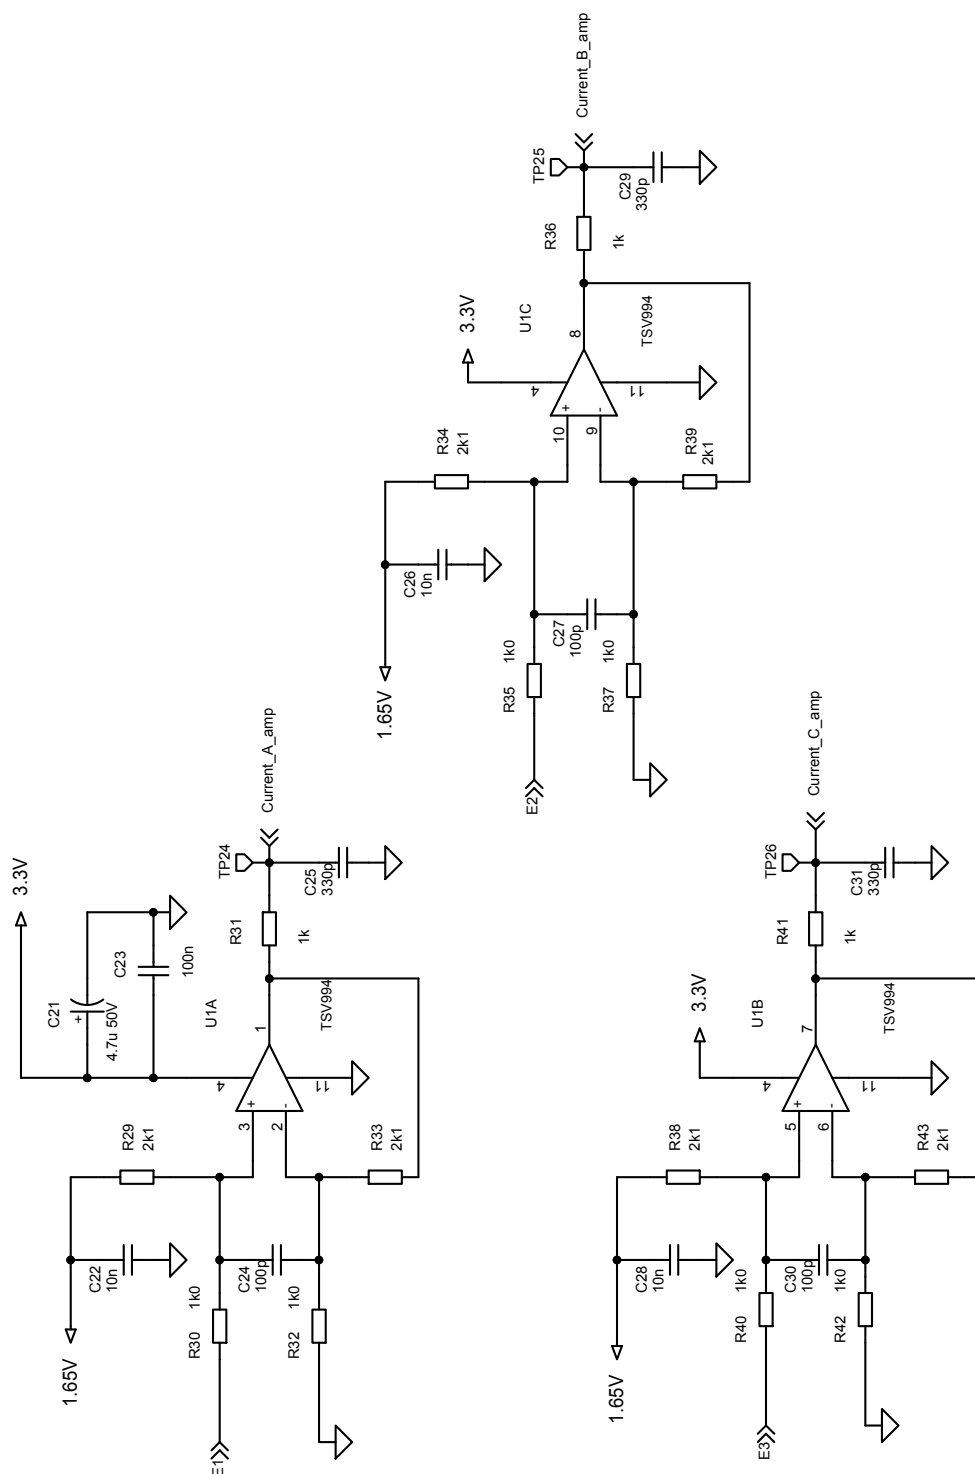 Current_B_amp
TP25
C29
330p
R36
1k
3.3V
U1C
TSV994
8
4
11
+
-
10
9
R34
2k1
R39
2k1
C26
10n
1.65V
C27
100p
R35
1k0
R37
1k0
E2
3.3V
C21
+
4.7u 50V
C23
100n
Current_A_amp
TP24
C25
330p
R31
1k
U1A
TSV994
1
4
11
+
-
3
2
R29
2k1
R33
2k1
C22
10n
1.65V
C24
100p
R30
1k0
R32
1k0
E1
Current_C_amp
TP26
C31
330p
R41
1k
3.3V
U1B
TSV994
7
4
11
+
-
5
6
R38
2k1
R43
2k1
C28
10n
1.65V
C30
100p
R40
1k0
R42
1k0
E3